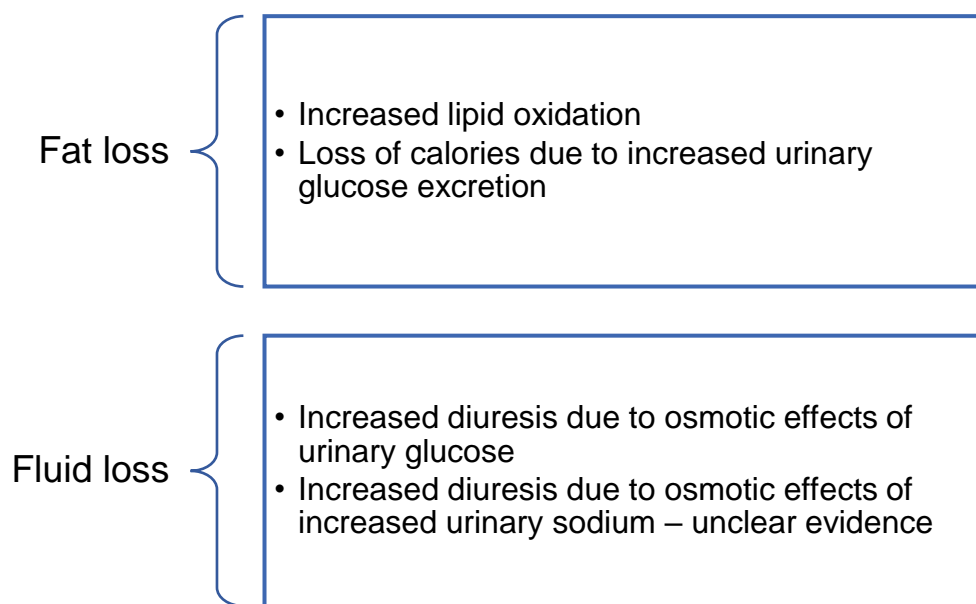 Fat loss
• Increased lipid oxidation
• Loss of calories due to increased urinary
glucose excretion
Fluid loss
• Increased diuresis due to osmotic effects of
urinary glucose
• Increased diuresis due to osmotic effects of
increased urinary sodium – unclear evidence